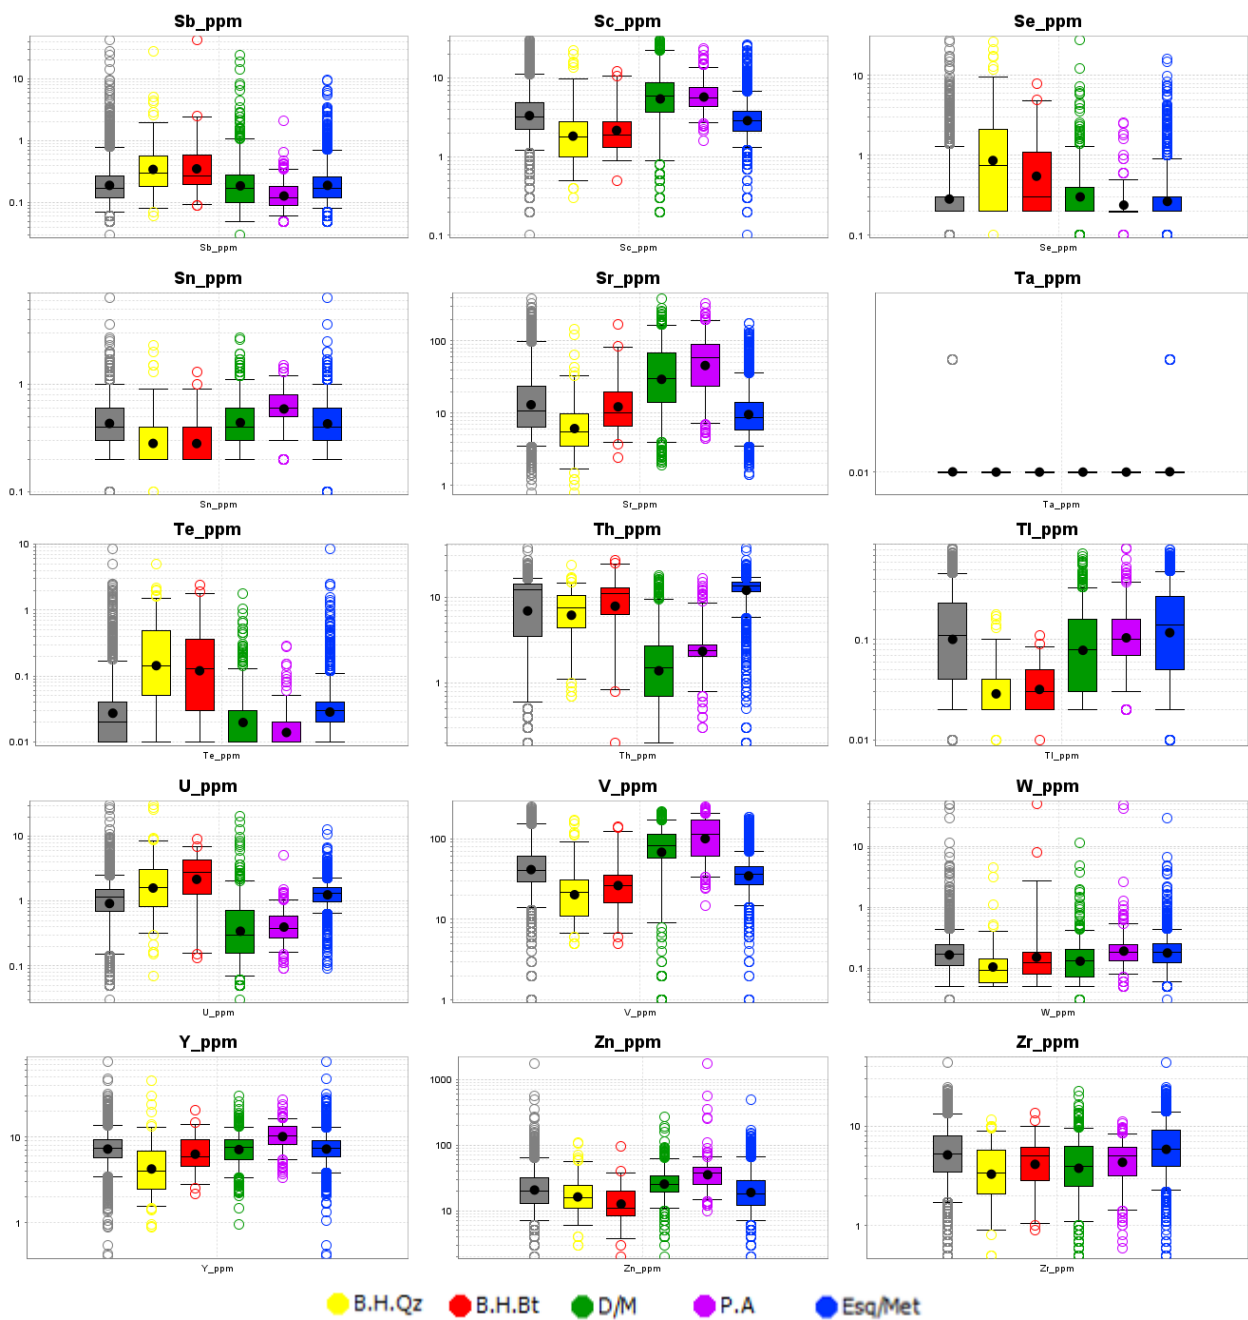 Sb_ppm Sc_ppm Se_ppm
10 10 10
1 1 1
0.1 0.1 0.1
Sb_ppm Sc_ppm Se_ppm
Sn_ppm Sr_ppm Ta_ppm
1 100
10
0.1 1 0.01
Sn_ppm Sr_ppm Ta_ppm
Te_ppm Th_ppm Tl_ppm
10
1 10 0.1
0.1 1
0.01 0.01
Te_ppm Th_ppm Tl_ppm
U_ppm V_ppm W_ppm
10 100 10
1 10 1
0.1 1 0.1
U_ppm V_ppm W_ppm
Y_ppm Zn_ppm Zr_ppm
1000
10 100 10
1 10 1
Y_ppm Zn_ppm Zr_ppm
B.H.Qz B.H.Bt D/M P.A Esq/Met